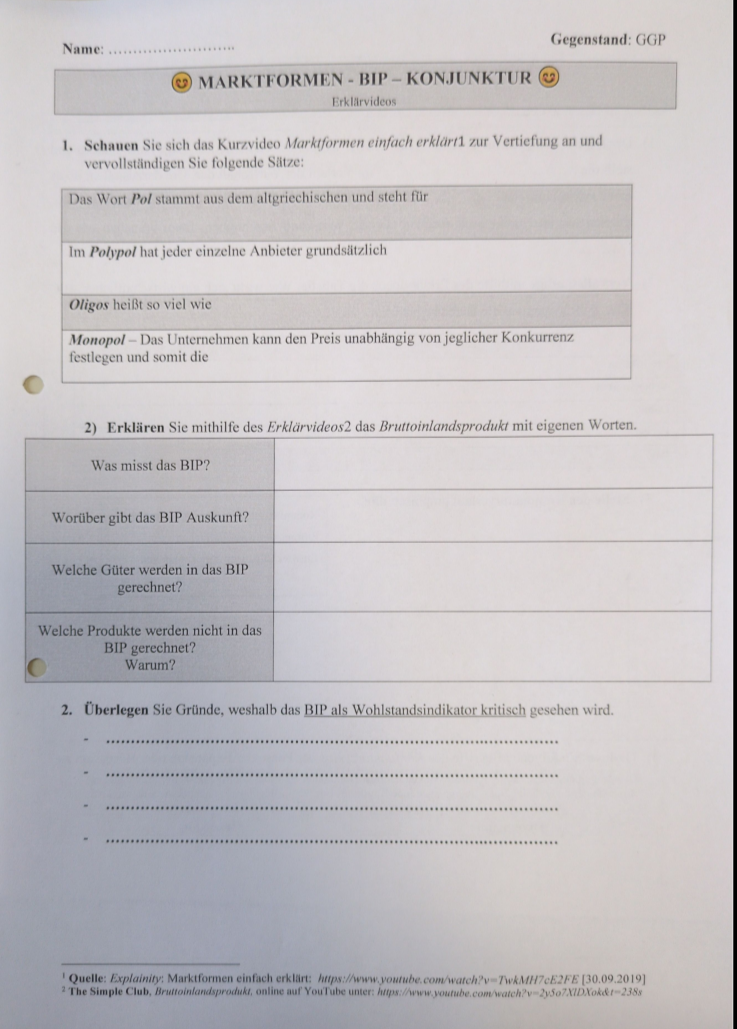 Name: ............................
Gegenstand: GGP
MARKTFORMEN - BIP – KONJUNKTUR
Erklärvideos
1. Schauen Sie sich das Kurzvideo Marktformen einfach erklärt1 zur Vertiefung an und
vervollständigen Sie folgende Sätze:
Das Wort Pol stammt aus dem altgriechischen und steht für
Im Polypol hat jeder einzelne Anbieter grundsätzlich
Oligos heißt so viel wie
Monopol – Das Unternehmen kann den Preis unabhängig von jeglicher Konkurrenz
festlegen und somit die
2) Erklären Sie mithilfe des Erklärvideos2 das Bruttoinlandsprodukt mit eigenen Worten.
Was misst das BIP?
Worüber gibt das BIP Auskunft?
Welche Güter werden in das BIP
gerechnet?
Welche Produkte werden nicht in das
BIP gerechnet?
Warum?
2. Überlegen Sie Gründe, weshalb das BIP als Wohlstandsindikator kritisch gesehen wird.
- ................................................................
- ................................................................
- ................................................................
- ................................................................
1 Quelle: Explainity: Marktformen einfach erklärt: https://www.youtube.com/watch?v=TwkMH7cE2FE [30.09.2019]
2 The Simple Club, Bruttoinlandsprodukt, online auf YouTube unter: https://www.youtube.com/watch?v=2y5o7XlDXok&t=238s